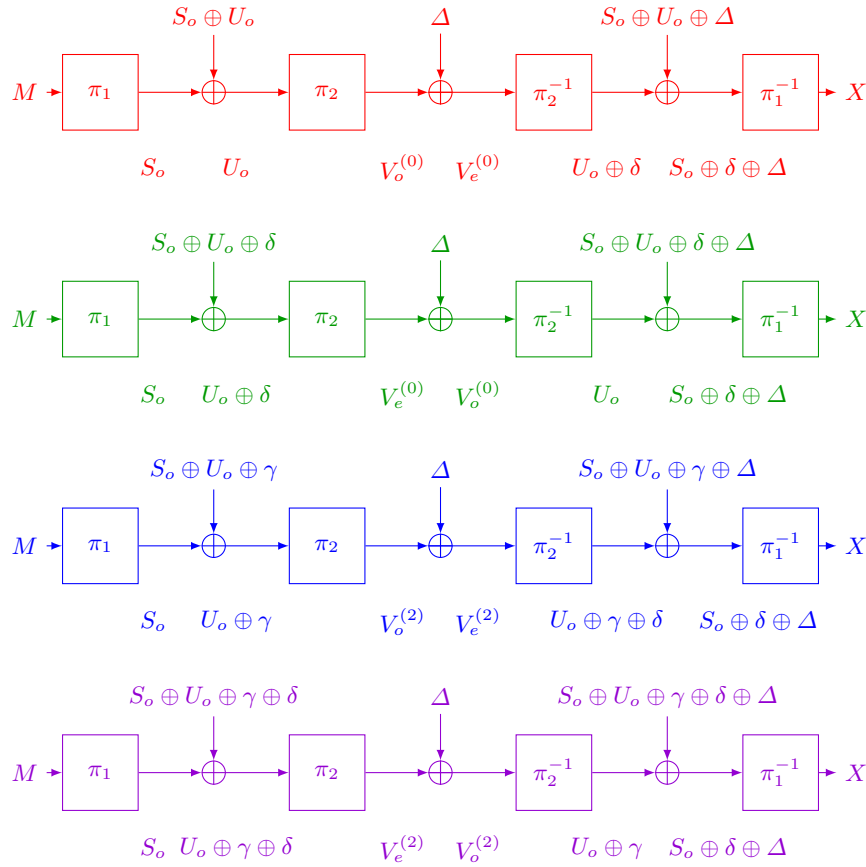 S_o ⊕ U_o Δ S_o ⊕ U_o ⊕ Δ
M π_1 ⊕ π_2 ⊕ π_2^{-1} ⊕ π_1^{-1} X
S_o U_o V_o^{(0)} V_e^{(0)} U_o ⊕ δ S_o ⊕ δ ⊕ Δ
S_o ⊕ U_o ⊕ δ Δ S_o ⊕ U_o ⊕ δ ⊕ Δ
M π_1 ⊕ π_2 ⊕ π_2^{-1} ⊕ π_1^{-1} X
S_o U_o ⊕ δ V_e^{(0)} V_o^{(0)} U_o S_o ⊕ δ ⊕ Δ
S_o ⊕ U_o ⊕ γ Δ S_o ⊕ U_o ⊕ γ ⊕ Δ
M π_1 ⊕ π_2 ⊕ π_2^{-1} ⊕ π_1^{-1} X
S_o U_o ⊕ γ V_o^{(2)} V_e^{(2)} U_o ⊕ γ ⊕ δ S_o ⊕ δ ⊕ Δ
S_o ⊕ U_o ⊕ γ ⊕ δ Δ S_o ⊕ U_o ⊕ γ ⊕ δ ⊕ Δ
M π_1 ⊕ π_2 ⊕ π_2^{-1} ⊕ π_1^{-1} X
S_o U_o ⊕ γ ⊕ δ V_e^{(2)} V_o^{(2)} U_o ⊕ γ S_o ⊕ δ ⊕ Δ